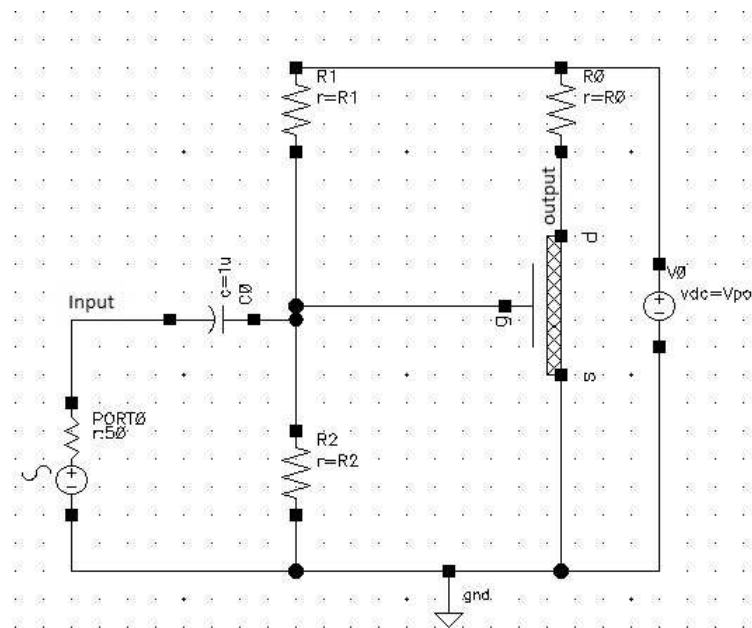 R1
r=R1
RØ
r=RØ
output
d
VØ
vdc=Vpo
c=1u
CØ
Input
g
s
PORTØ
r:5Ø
R2
r=R2
gnd